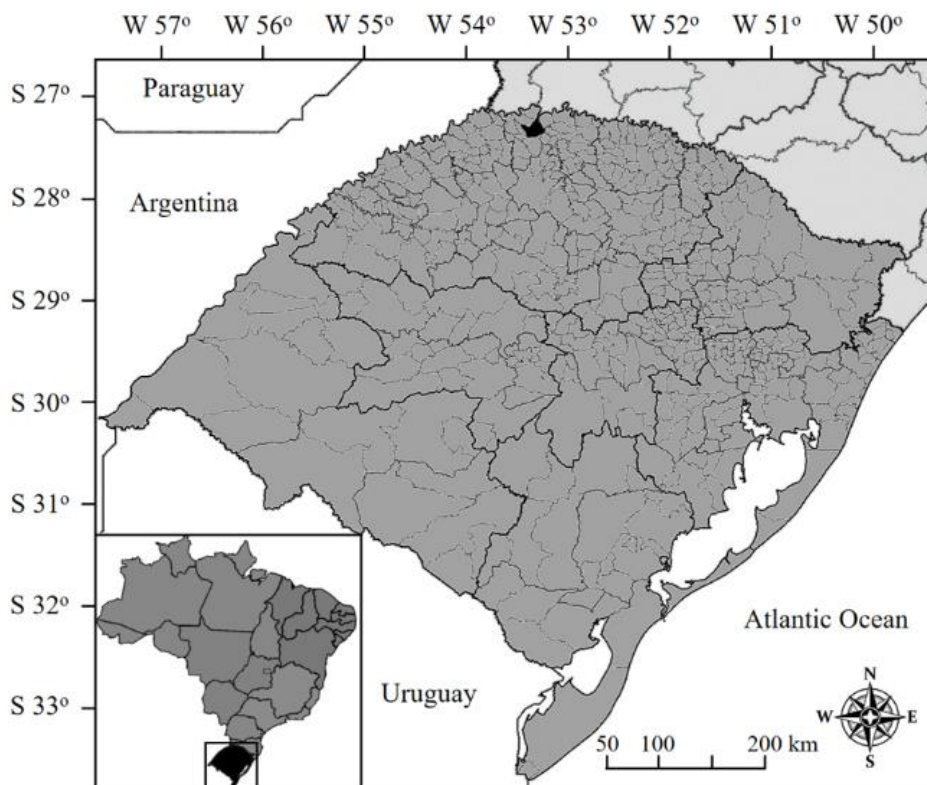 W 57º W 56º W 55º W 54º W 53º W 52º W 51º W 50º
S 27º
Paraguay
S 28º
Argentina
S 29º
S 30º
S 31º
S 32º
Atlantic Ocean
S 33º
Uruguay
N
W E
S
50 100 200 km